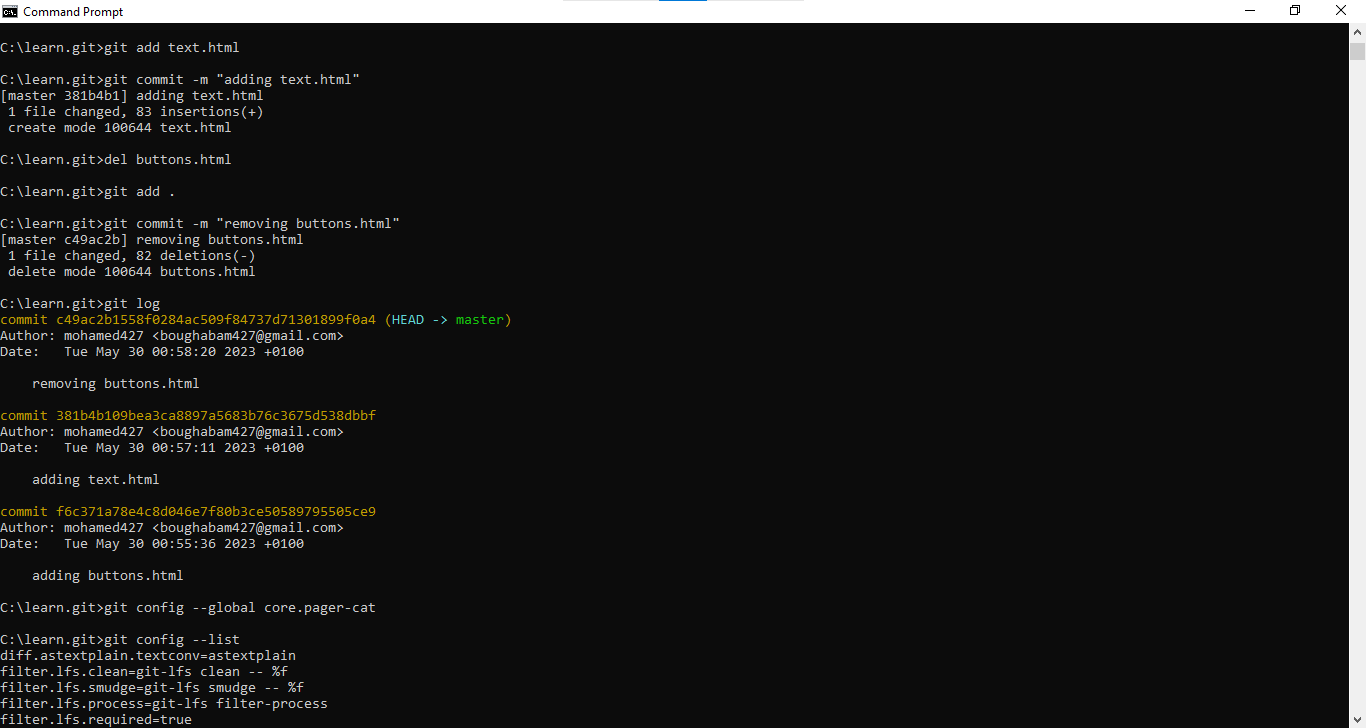 Command Prompt
C:\learn.git>git add text.html
C:\learn.git>git commit -m "adding text.html"
[master 381b4b1] adding text.html
 1 file changed, 83 insertions(+)
 create mode 100644 text.html
C:\learn.git>del buttons.html
C:\learn.git>git add .
C:\learn.git>git commit -m "removing buttons.html"
[master c49ac2b] removing buttons.html
 1 file changed, 82 deletions(-)
 delete mode 100644 buttons.html
C:\learn.git>git log
commit c49ac2b1558f0284ac509f84737d71301899f0a4 (HEAD -> master)
Author: mohamed427 <boughabam427@gmail.com>
Date:   Tue May 30 00:58:20 2023 +0100
    removing buttons.html
commit 381b4b109bea3ca8897a5683b76c3675d538dbbf
Author: mohamed427 <boughabam427@gmail.com>
Date:   Tue May 30 00:57:11 2023 +0100
    adding text.html
commit f6c371a78e4c8d046e7f80b3ce50589795505ce9
Author: mohamed427 <boughabam427@gmail.com>
Date:   Tue May 30 00:55:36 2023 +0100
    adding buttons.html
C:\learn.git>git config --global core.pager-cat
C:\learn.git>git config --list
diff.astextplain.textconv=astextplain
filter.lfs.clean=git-lfs clean -- %f
filter.lfs.smudge=git-lfs smudge -- %f
filter.lfs.process=git-lfs filter-process
filter.lfs.required=true